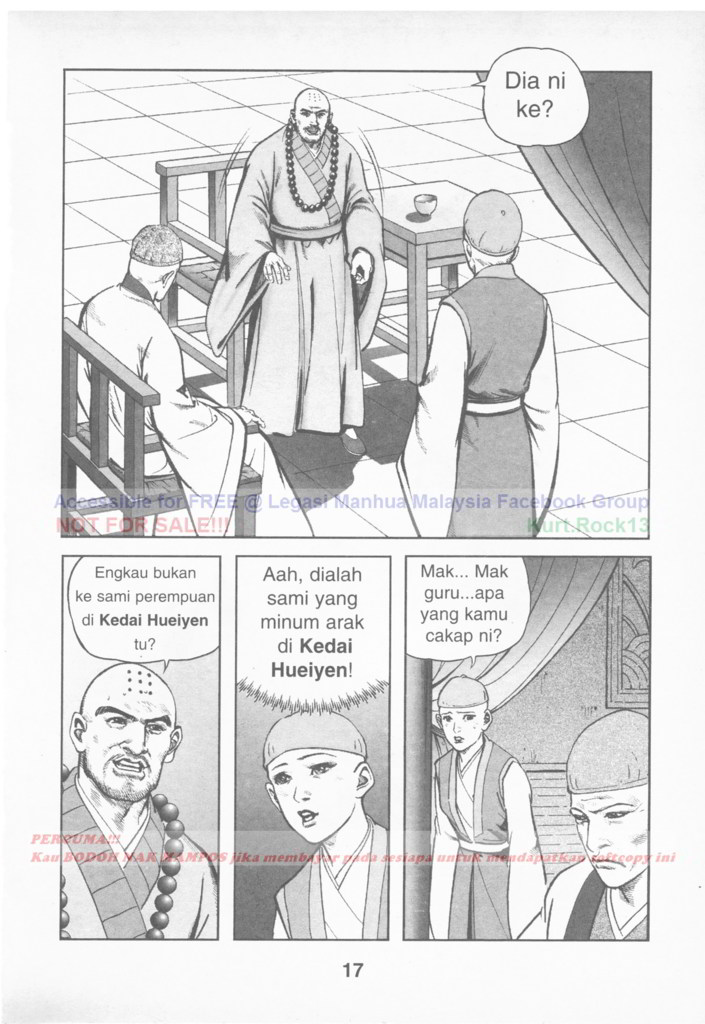 Dia ni
ke?
Accessible for FREE @ Legasi Manhua Malaysia Facebook Group
NOT FOR SALE!!!
Kurt.Rock13
Engkau bukan
ke sami perempuan
di Kedai Hueiyen
tu?
Aah, dialah
sami yang
minum arak
di Kedai
Hueiyen!
Mak... Mak
guru...apa
yang kamu
cakap ni?
PERCUMA!!!
Kau BODOH NAK MAMPOS jika membayar pada sesiapa untuk mendapatkan softcopy ini
17